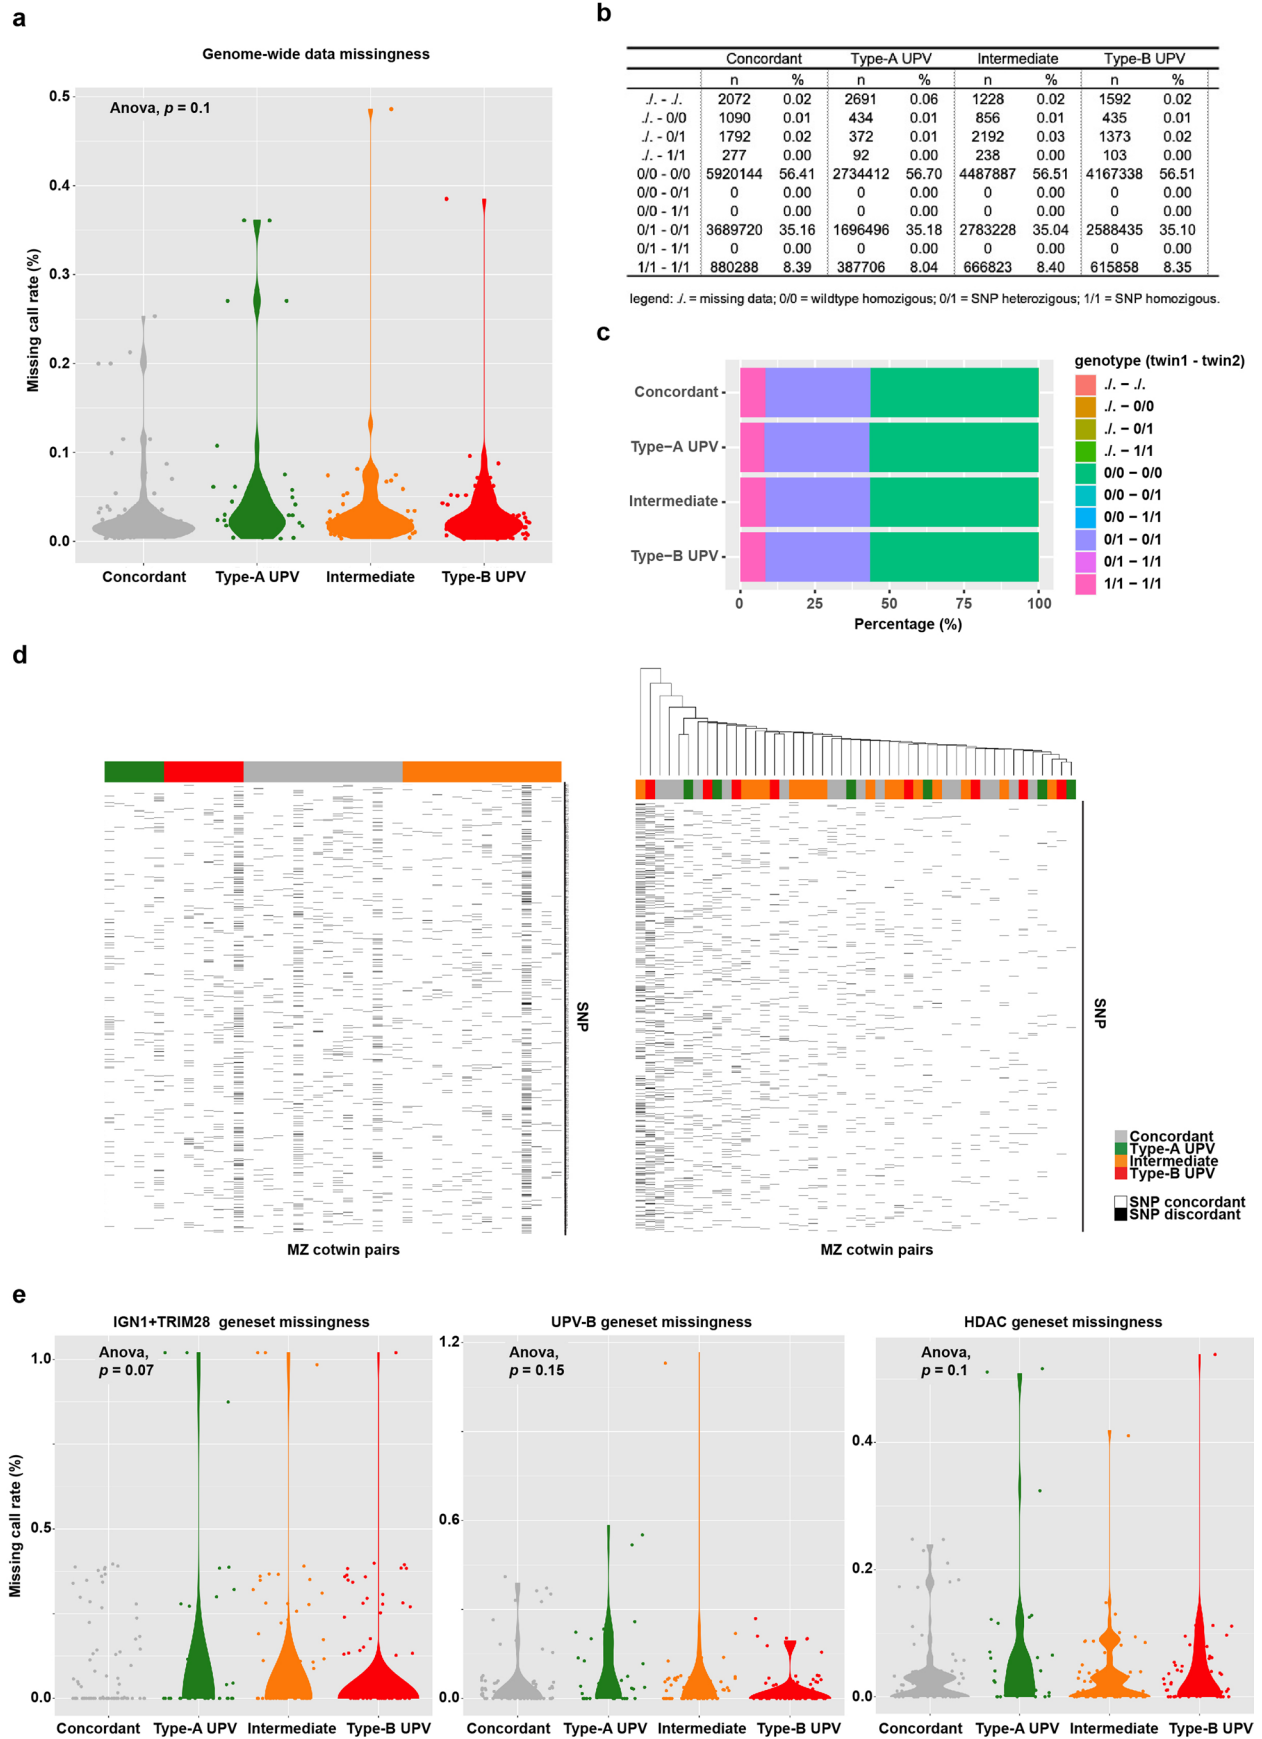 a
Genome-wide data missingness
Anova, p = 0.1
Missing call rate (%)
0.5
0.4
0.3
0.2
0.1
0.0
Concordant Type-A UPV Intermediate Type-B UPV
b
Concordant Type-A UPV Intermediate Type-B UPV
n % n % n % n %
./. - ./. 2072 0.02 2691 0.06 1228 0.02 1592 0.02
./. - 0/0 1090 0.01 434 0.01 856 0.01 435 0.01
./. - 0/1 1792 0.02 372 0.01 2192 0.03 1373 0.02
./. - 1/1 277 0.00 92 0.00 238 0.00 103 0.00
0/0 - 0/0 5920144 56.41 2734412 56.70 4487887 56.51 4167338 56.51
0/0 - 0/1 0 0.00 0 0.00 0 0.00 0 0.00
0/0 - 1/1 0 0.00 0 0.00 0 0.00 0 0.00
0/1 - 0/1 3689720 35.16 1696496 35.18 2783228 35.04 2588435 35.10
0/1 - 1/1 0 0.00 0 0.00 0 0.00 0 0.00
1/1 - 1/1 880288 8.39 387706 8.04 666823 8.40 615858 8.35
legend: ./. = missing data; 0/0 = wildtype homozigous; 0/1 = SNP heterozigous; 1/1 = SNP homozigous.
c
Concordant
Type−A UPV
Intermediate
Type−B UPV
0 25 50 75 100
Percentage (%)
genotype (twin1 - twin2)
./. − ./.
./. − 0/0
./. − 0/1
./. − 1/1
0/0 − 0/0
0/0 − 0/1
0/0 − 1/1
0/1 − 0/1
0/1 − 1/1
1/1 − 1/1
d
SNP
MZ cotwin pairs
SNP
MZ cotwin pairs
Concordant
Type-A UPV
Intermediate
Type-B UPV
SNP concordant
SNP discordant
e
IGN1+TRIM28 geneset missingness
Anova,
p = 0.07
Missing call rate (%)
1.0
0.5
0.0
Concordant Type-A UPV Intermediate Type-B UPV
UPV-B geneset missingness
Anova,
p = 0.15
1.2
0.6
0.0
Concordant Type-A UPV Intermediate Type-B UPV
HDAC geneset missingness
Anova,
p = 0.1
0.4
0.2
0.0
Concordant Type-A UPV Intermediate Type-B UPV